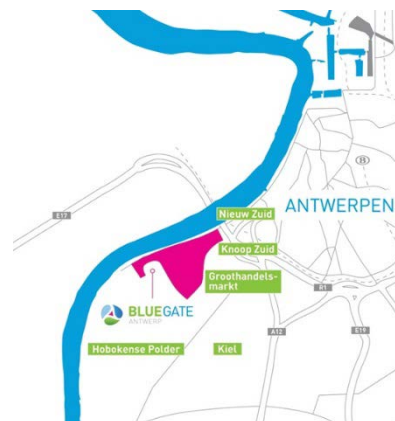 B
Nieuw Zuid
ANTWERPEN
E17
Knoop Zuid
Groothandels-
markt
R1
BLUEGATE
ANTWERP
A12
E19
Hobokense Polder
Kiel